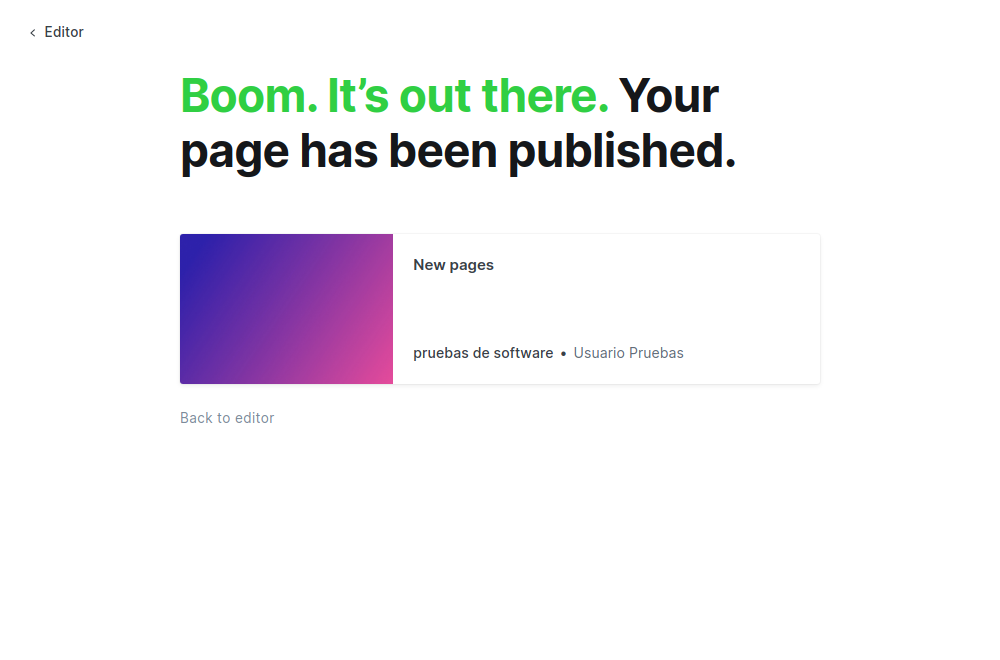 Editor
Boom. It’s out there. Your
page has been published.
New pages
pruebas de software • Usuario Pruebas
Back to editor